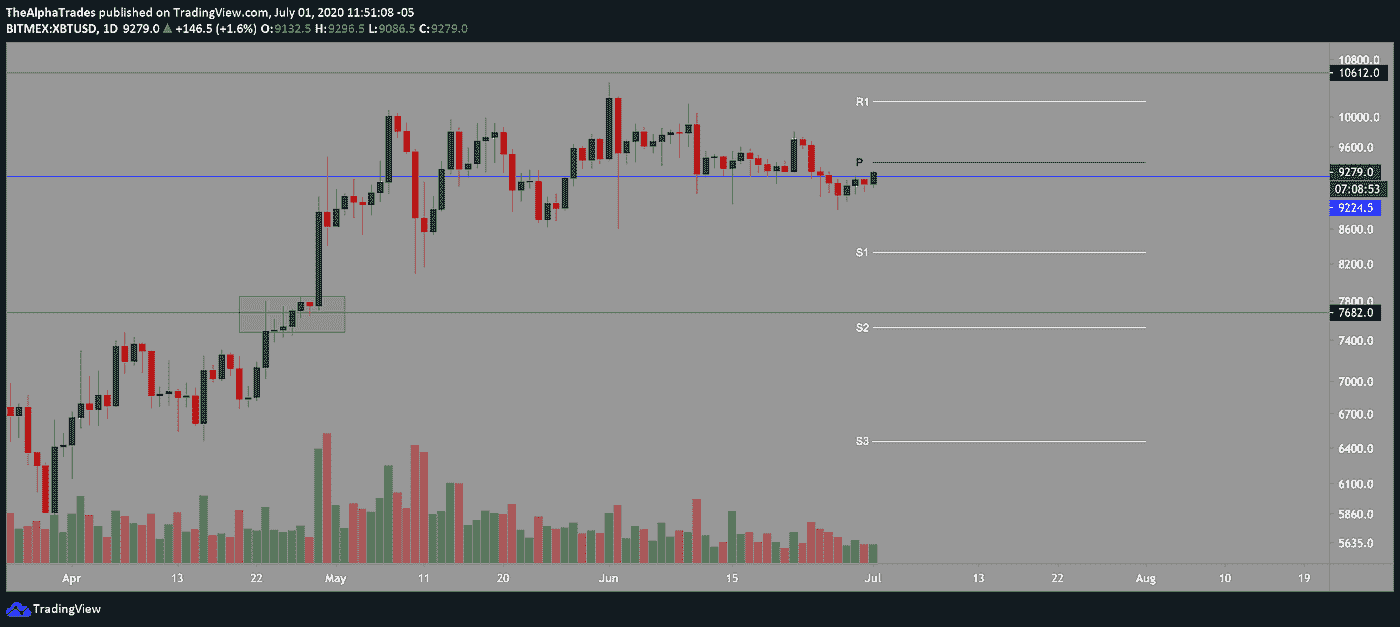 TheAlphaTrades published on TradingView.com, July 01, 2020 11:51:08 -05
BITMEX:XBTUSD, 1D 9279.0 ▲ +146.5 (+1.6%) O:9132.5 H:9296.5 L:9086.5 C:9279.0
10800.0
10612.0
R1
10000.0
9600.0
P
9279.0
07:08:53
9224.5
8600.0
S1
8200.0
7800.0
7682.0
S2
7400.0
7000.0
6700.0
S3
6400.0
6100.0
5860.0
5635.0
Apr 13 22 May 11 20 Jun 15 Jul 13 22 Aug 10 19
TradingView